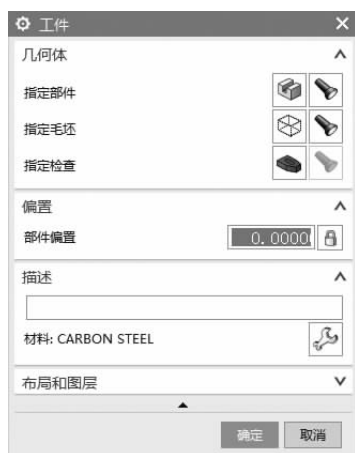 工件
几何体
指定部件
指定毛坯
指定检查
偏置
部件偏置 0.0000
描述
材料: CARBON STEEL
布局和图层
确定 取消